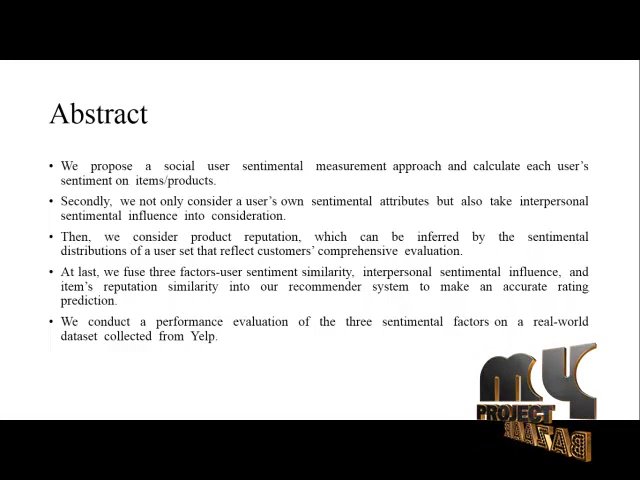 Abstract
• We propose a social user sentimental measurement approach and calculate each user's
sentiment on items/products.
• Secondly, we not only consider a user's own sentimental attributes but also take interpersonal
sentimental influence into consideration.
• Then, we consider product reputation, which can be inferred by the sentimental
distributions of a user set that reflect customers' comprehensive evaluation.
• At last, we fuse three factors-user sentiment similarity, interpersonal sentimental influence, and
item's reputation similarity into our recommender system to make an accurate rating
prediction.
• We conduct a performance evaluation of the three sentimental factors on a real-world
dataset collected from Yelp.
MY
PROJECT
BAZAAR